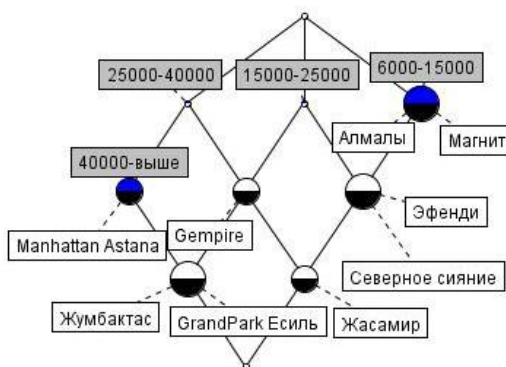 6000-15000
25000-40000
15000-25000
Алмалы
Магнит
40000-выше
Эфенди
Manhattan Astana
Gempire
Северное сияние
Жумбактас
GrandPark Есиль
Жасамир